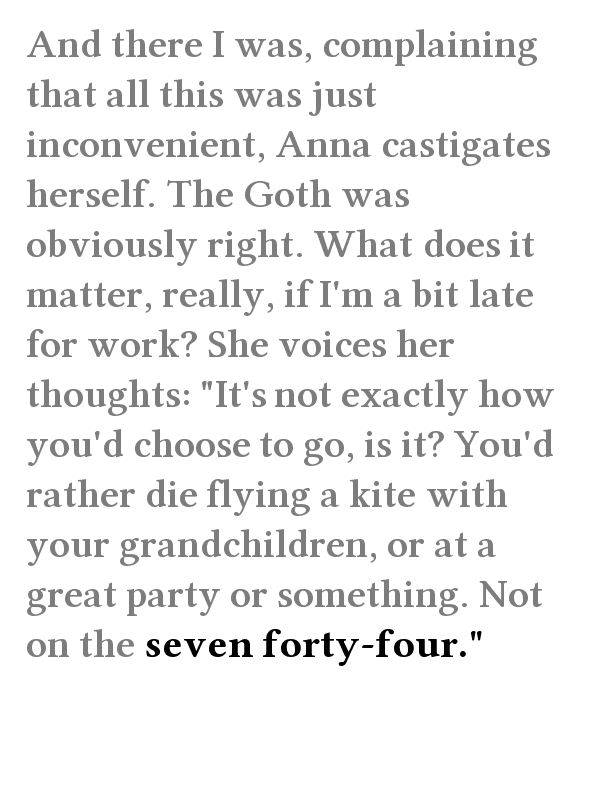 And there I was, complaining
that all this was just
inconvenient, Anna castigates
herself. The Goth was
obviously right. What does it
matter, really, if I'm a bit late
for work? She voices her
thoughts: "It's not exactly how
you'd choose to go, is it? You'd
rather die flying a kite with
your grandchildren, or at a
great party or something. Not
on the seven forty-four."